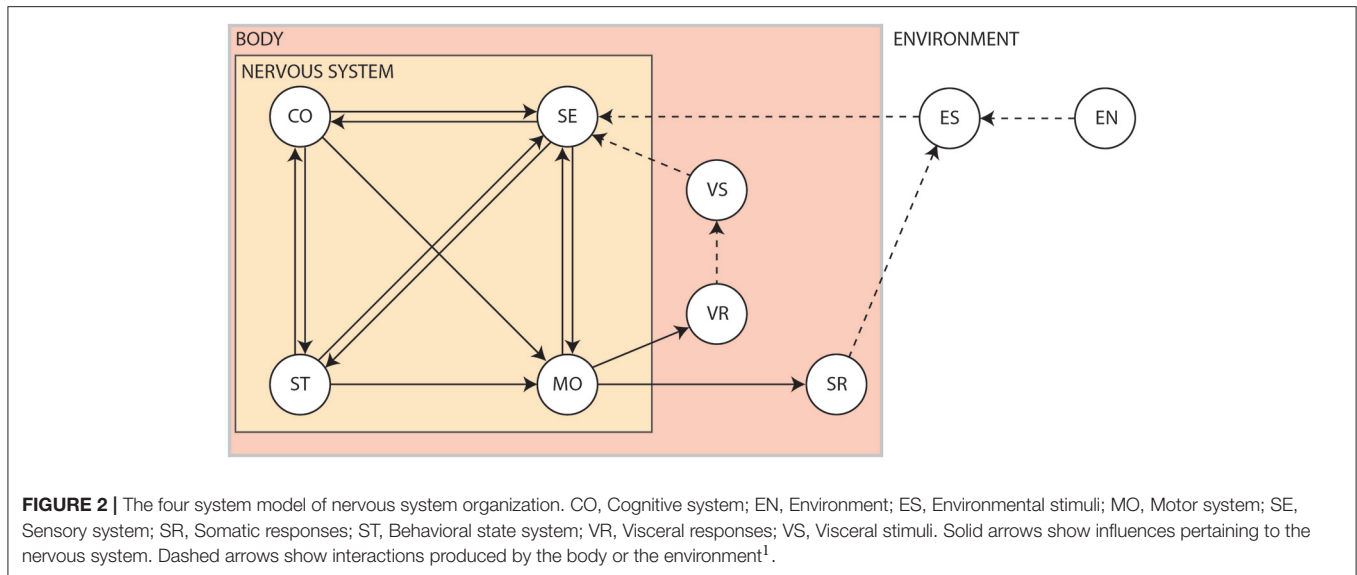 BODY
ENVIRONMENT
NERVOUS SYSTEM
CO
SE
ES
EN
VS
VR
ST
MO
SR
FIGURE 2 | The four system model of nervous system organization. CO, Cognitive system; EN, Environment; ES, Environmental stimuli; MO, Motor system; SE,
Sensory system; SR, Somatic responses; ST, Behavioral state system; VR, Visceral responses; VS, Visceral stimuli. Solid arrows show influences pertaining to the
nervous system. Dashed arrows show interactions produced by the body or the environment1.